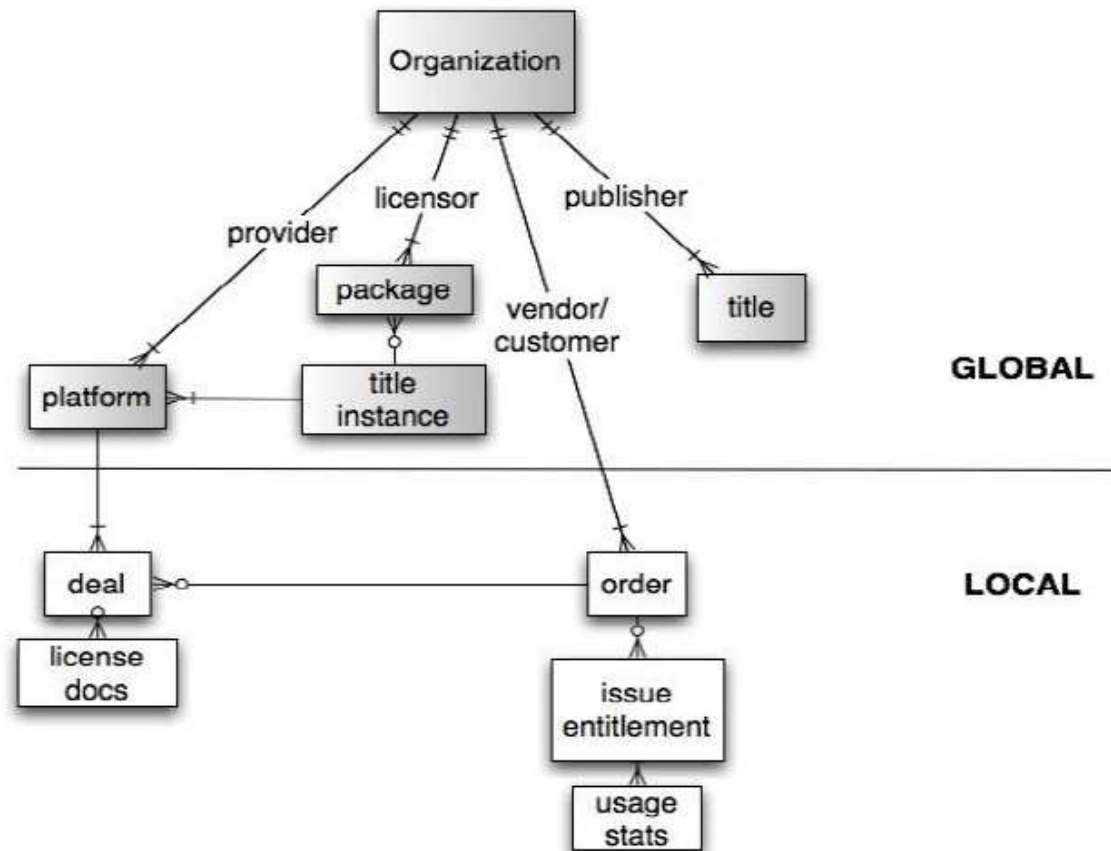 Organization
licensor
publisher
provider
package
title
vendor/
customer
GLOBAL
platform
title
instance
deal
order
LOCAL
license
docs
issue
entitlement
usage
stats